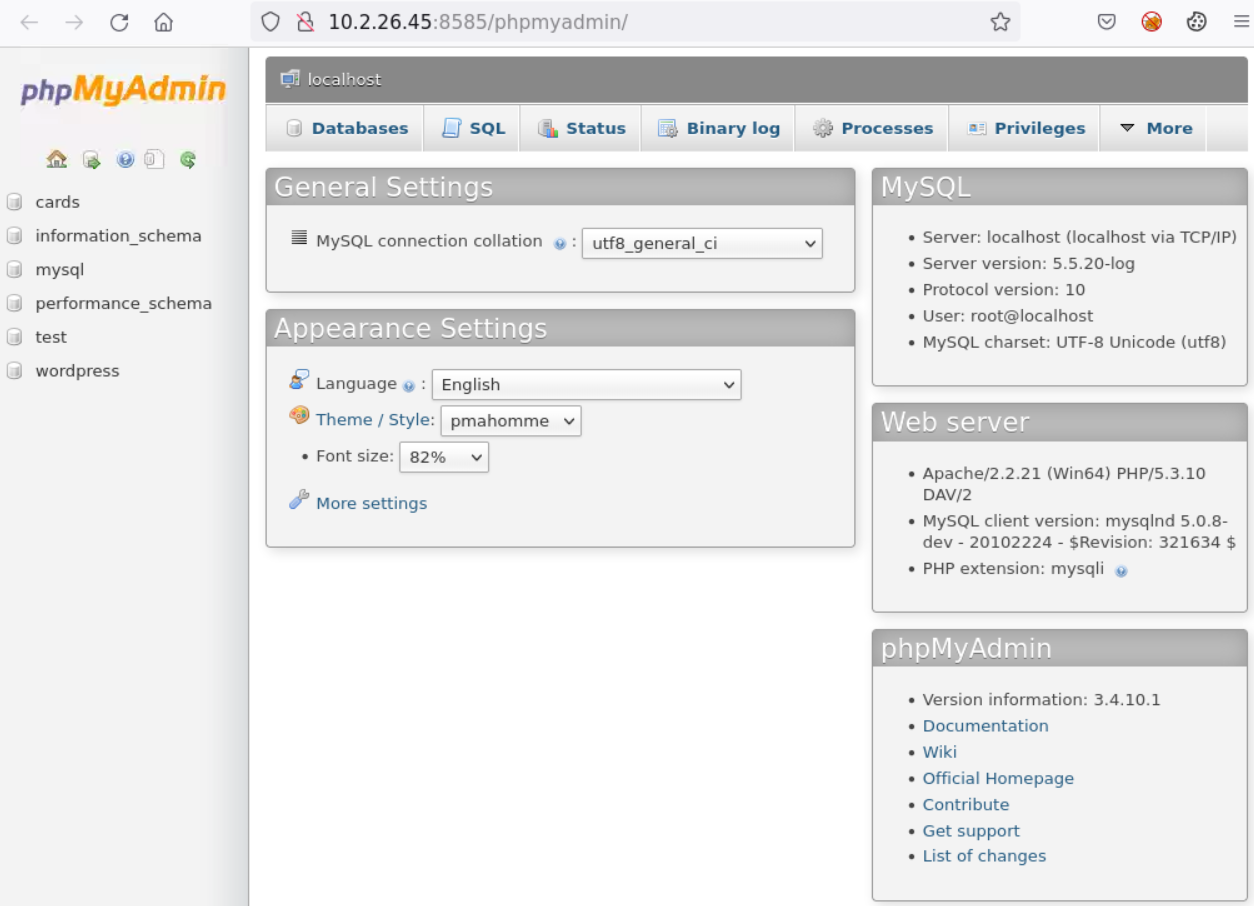 10.2.26.45:8585/phpmyadmin/
phpMyAdmin
cards
information_schema
mysql
performance_schema
test
wordpress
localhost
Databases SQL Status Binary log Processes Privileges More
General Settings
MySQL connection collation : utf8_general_ci
Appearance Settings
Language : English
Theme / Style: pmahomme
• Font size: 82%
More settings
MySQL
• Server: localhost (localhost via TCP/IP)
• Server version: 5.5.20-log
• Protocol version: 10
• User: root@localhost
• MySQL charset: UTF-8 Unicode (utf8)
Web server
• Apache/2.2.21 (Win64) PHP/5.3.10
DAV/2
• MySQL client version: mysqlnd 5.0.8-
dev - 20102224 - $Revision: 321634 $
• PHP extension: mysqli
phpMyAdmin
• Version information: 3.4.10.1
• Documentation
• Wiki
• Official Homepage
• Contribute
• Get support
• List of changes